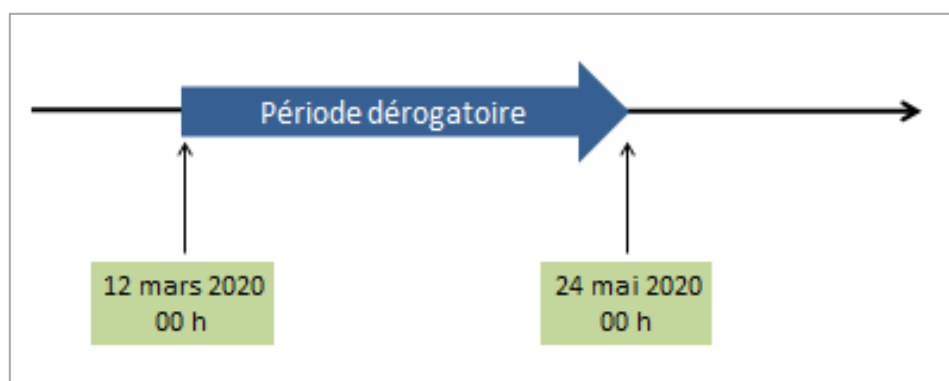 Période dérogatoire
12 mars 2020
00 h
24 mai 2020
00 h